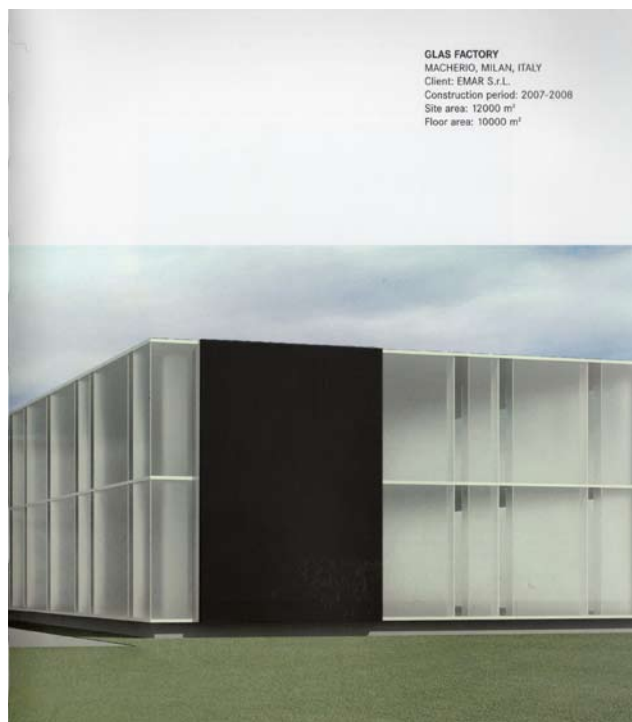 GLAS FACTORY
MACHERIO, MILAN, ITALY
Client: EMAR S.r.L.
Construction period: 2007-2008
Site area: 12000 m²
Floor area: 10000 m²